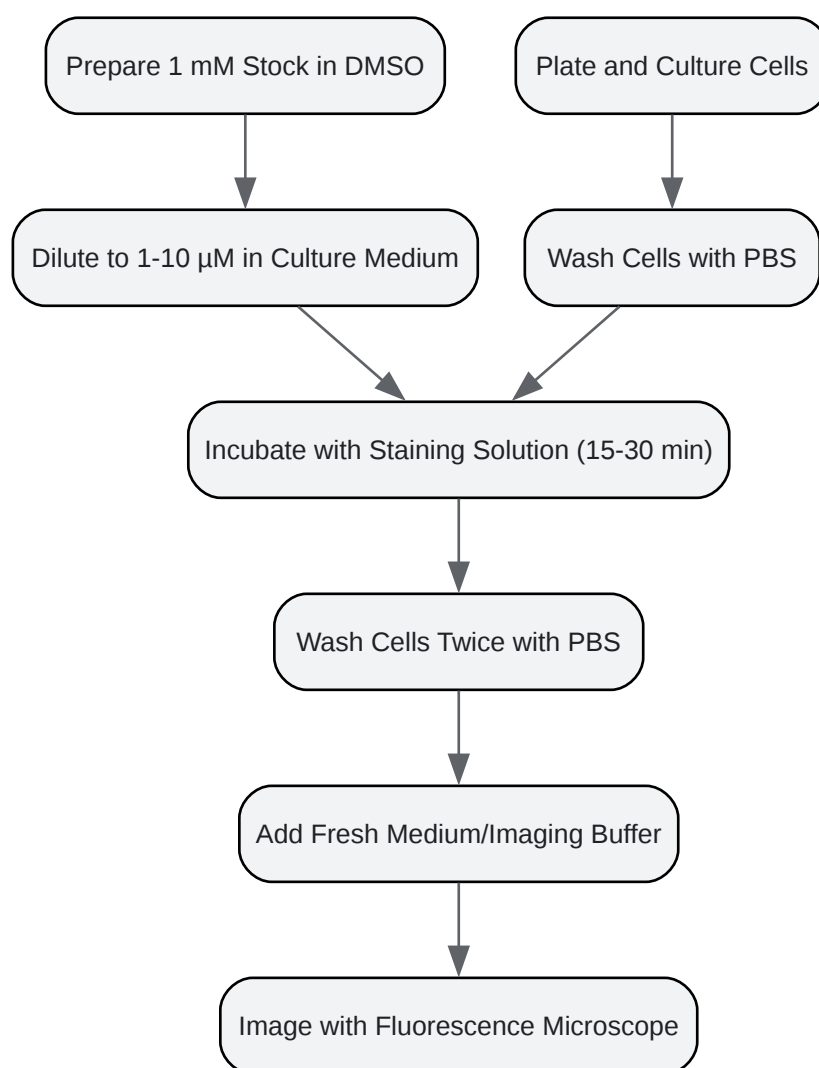 Prepare 1 mM Stock in DMSO
Plate and Culture Cells
Dilute to 1-10 µM in Culture Medium
Wash Cells with PBS
Incubate with Staining Solution (15-30 min)
Wash Cells Twice with PBS
Add Fresh Medium/Imaging Buffer
Image with Fluorescence Microscope